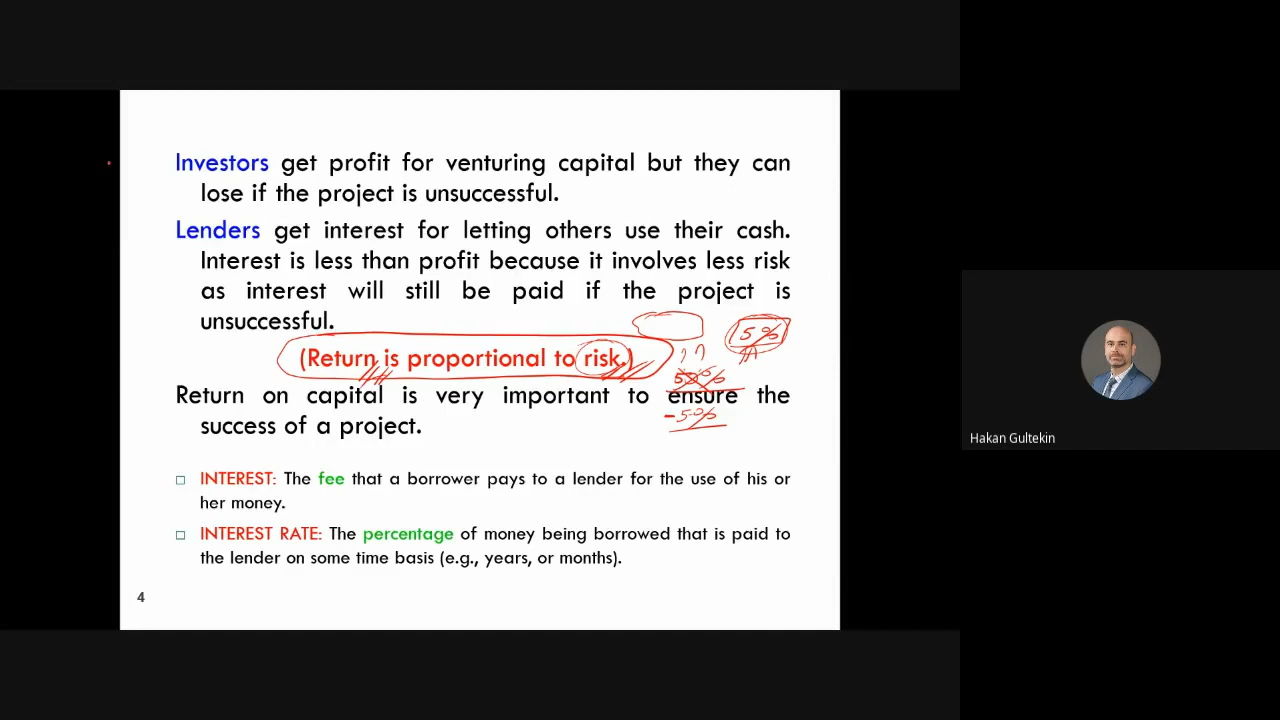 Investors get profit for venturing capital but they can
lose if the project is unsuccessful.
Lenders get interest for letting others use their cash.
Interest is less than profit because it involves less risk
as interest will still be paid if the project is
unsuccessful.
5%
(Return is proportional to risk.)
50%
Return on capital is very important to ensure the
-5%
success of a project.
INTEREST: The fee that a borrower pays to a lender for the use of his or
her money.
INTEREST RATE: The percentage of money being borrowed that is paid to
the lender on some time basis (e.g., years, or months).
4
Hakan Gultekin